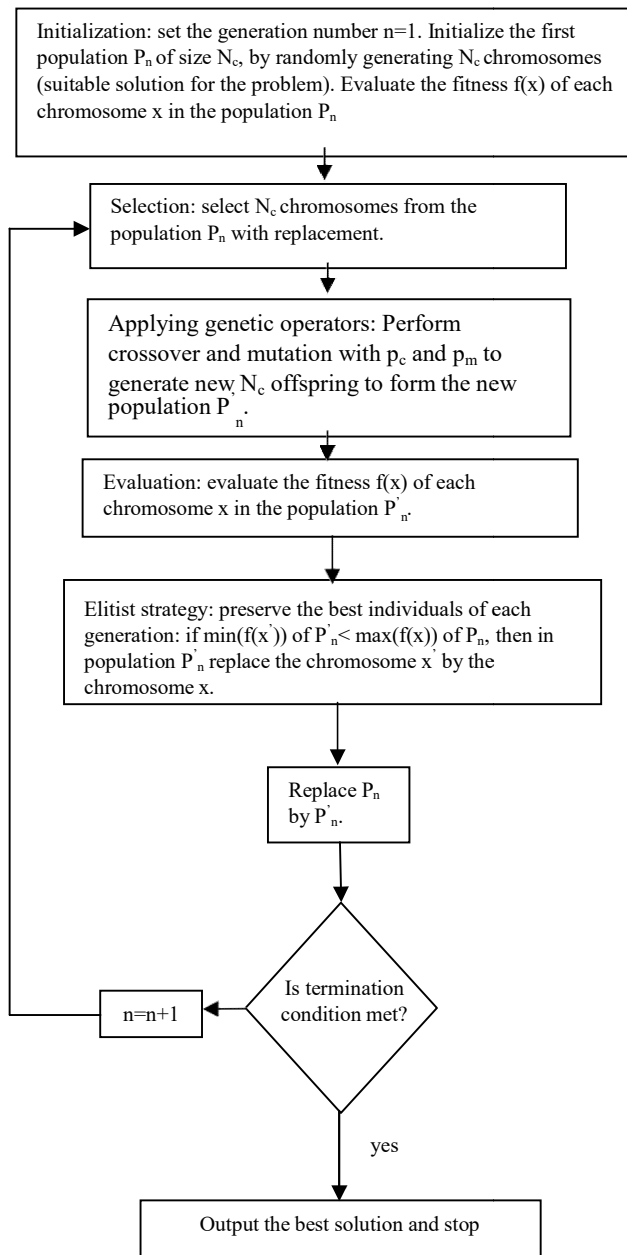 Initialization: set the generation number n=1. Initialize the first
population Pn of size Nc, by randomly generating Nc chromosomes
(suitable solution for the problem). Evaluate the fitness f(x) of each
chromosome x in the population Pn
Selection: select Nc chromosomes from the
population Pn with replacement.
Applying genetic operators: Perform
crossover and mutation with pc and pm to
generate new Nc offspring to form the new
population P'n.
Evaluation: evaluate the fitness f(x) of each
chromosome x in the population P'n.
Elitist strategy: preserve the best individuals of each
generation: if min(f(x')) of P'n< max(f(x)) of Pn, then in
population P'n replace the chromosome x' by the
chromosome x.
Replace Pn
by P'n.
Is termination
condition met?
n=n+1
yes
Output the best solution and stop